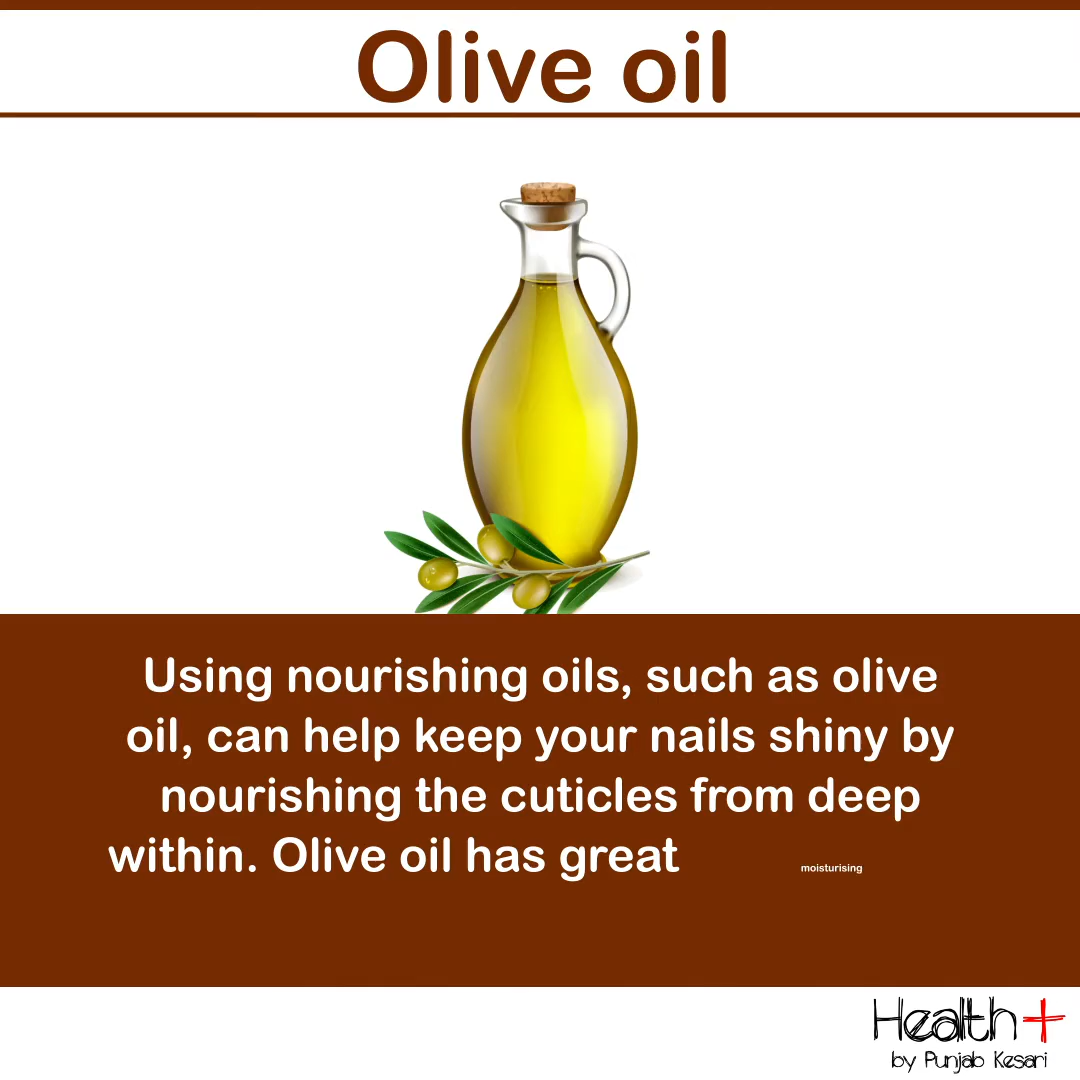 Olive oil
Using nourishing oils, such as olive
oil, can help keep your nails shiny by
nourishing the cuticles from deep
within. Olive oil has great moisturising
Health+
by Punjab Kesari